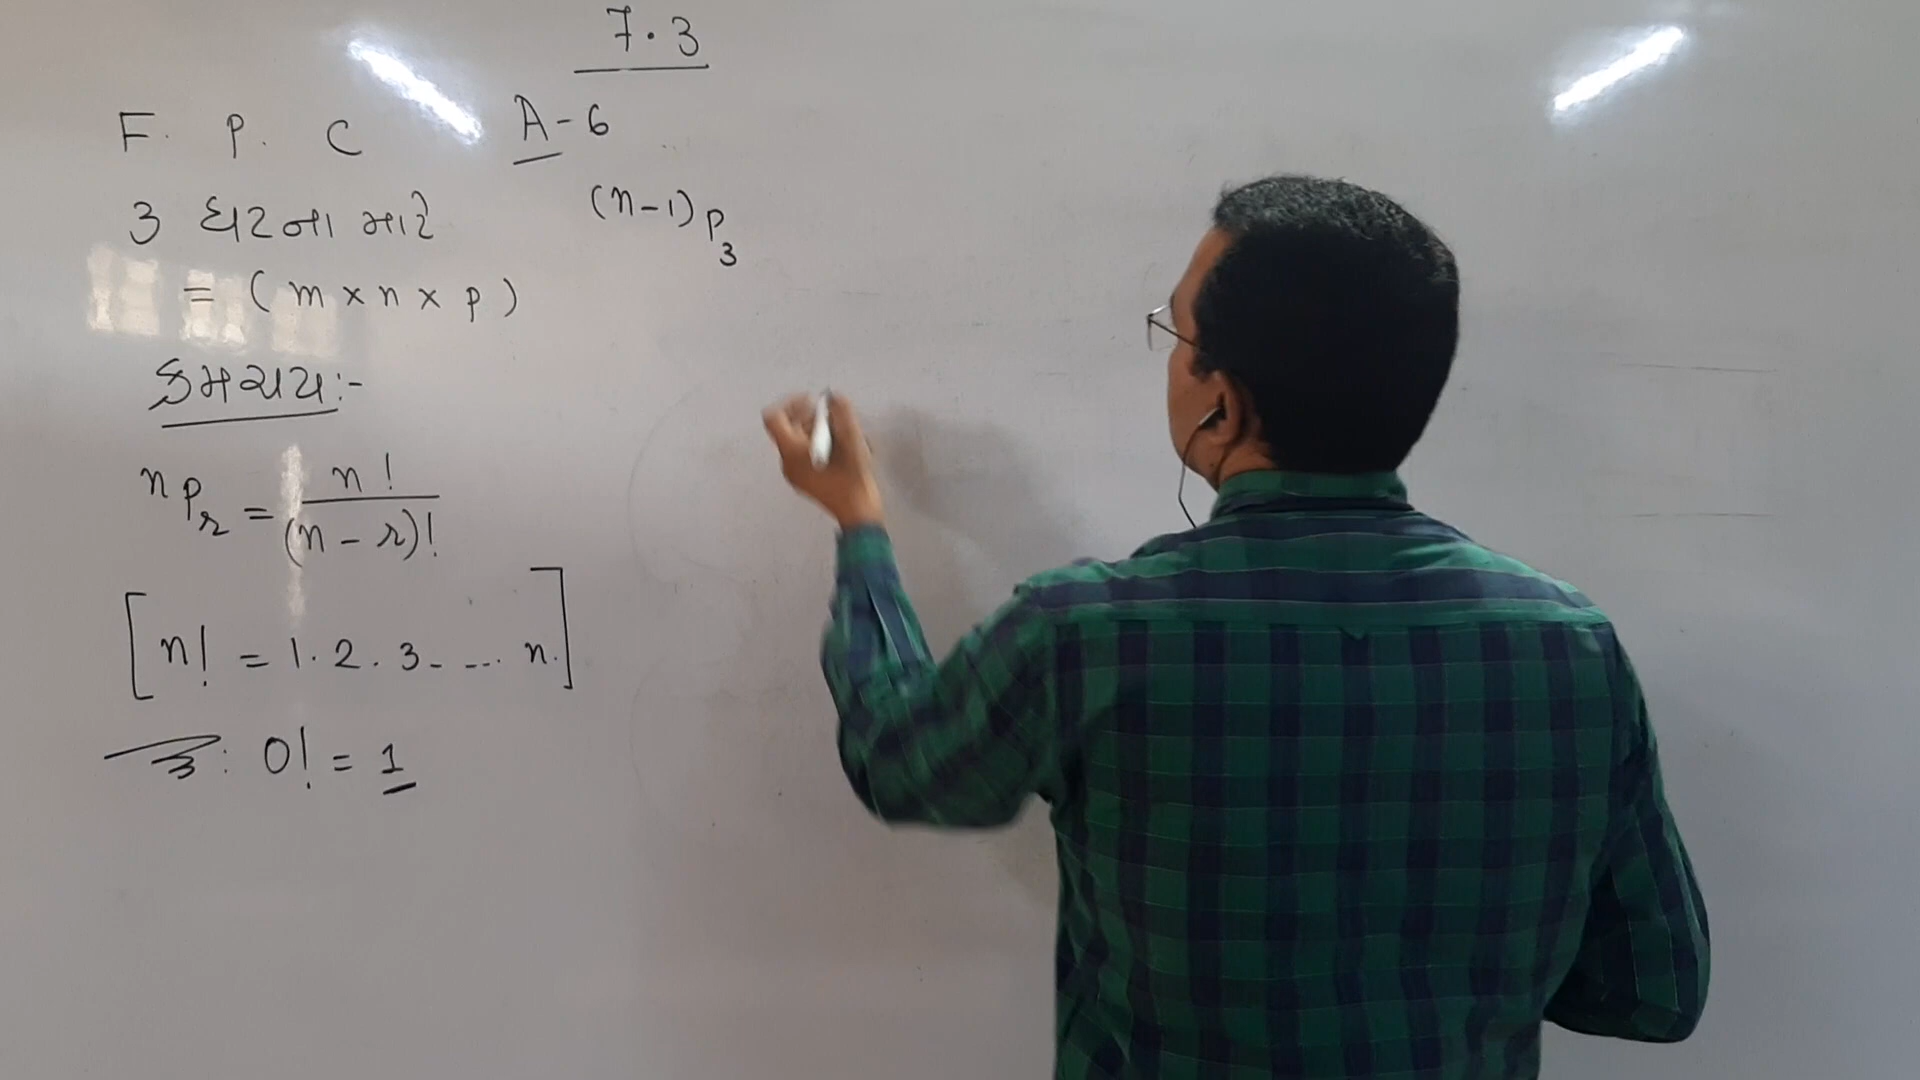 7.3
F. P. C
3 ઘટના માટે
= (m × n × p)
ક્રમચય:-
nPr = n! / (n - r)!
[n! = 1.2.3- --- n.]
: 0! = 1
A-6
(n-1)P3